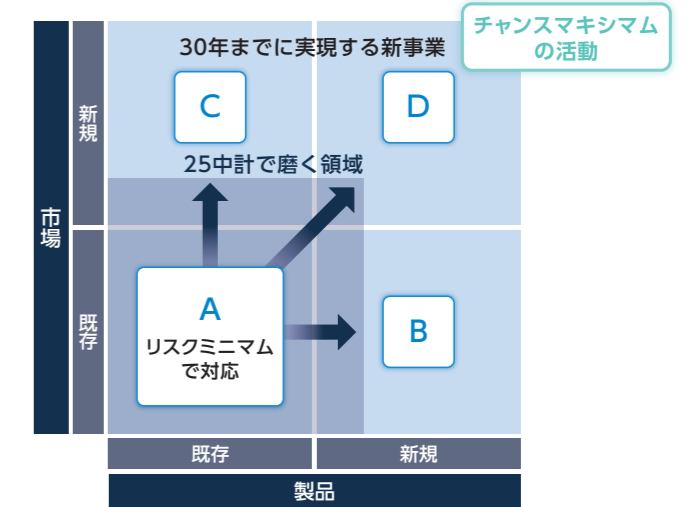 チャンスマキシマム
の活動
30年までに実現する新事業
C
D
25中計で磨く領域
市場
新規
既存
A
リスクミニマム
で対応
B
既存
新規
製品